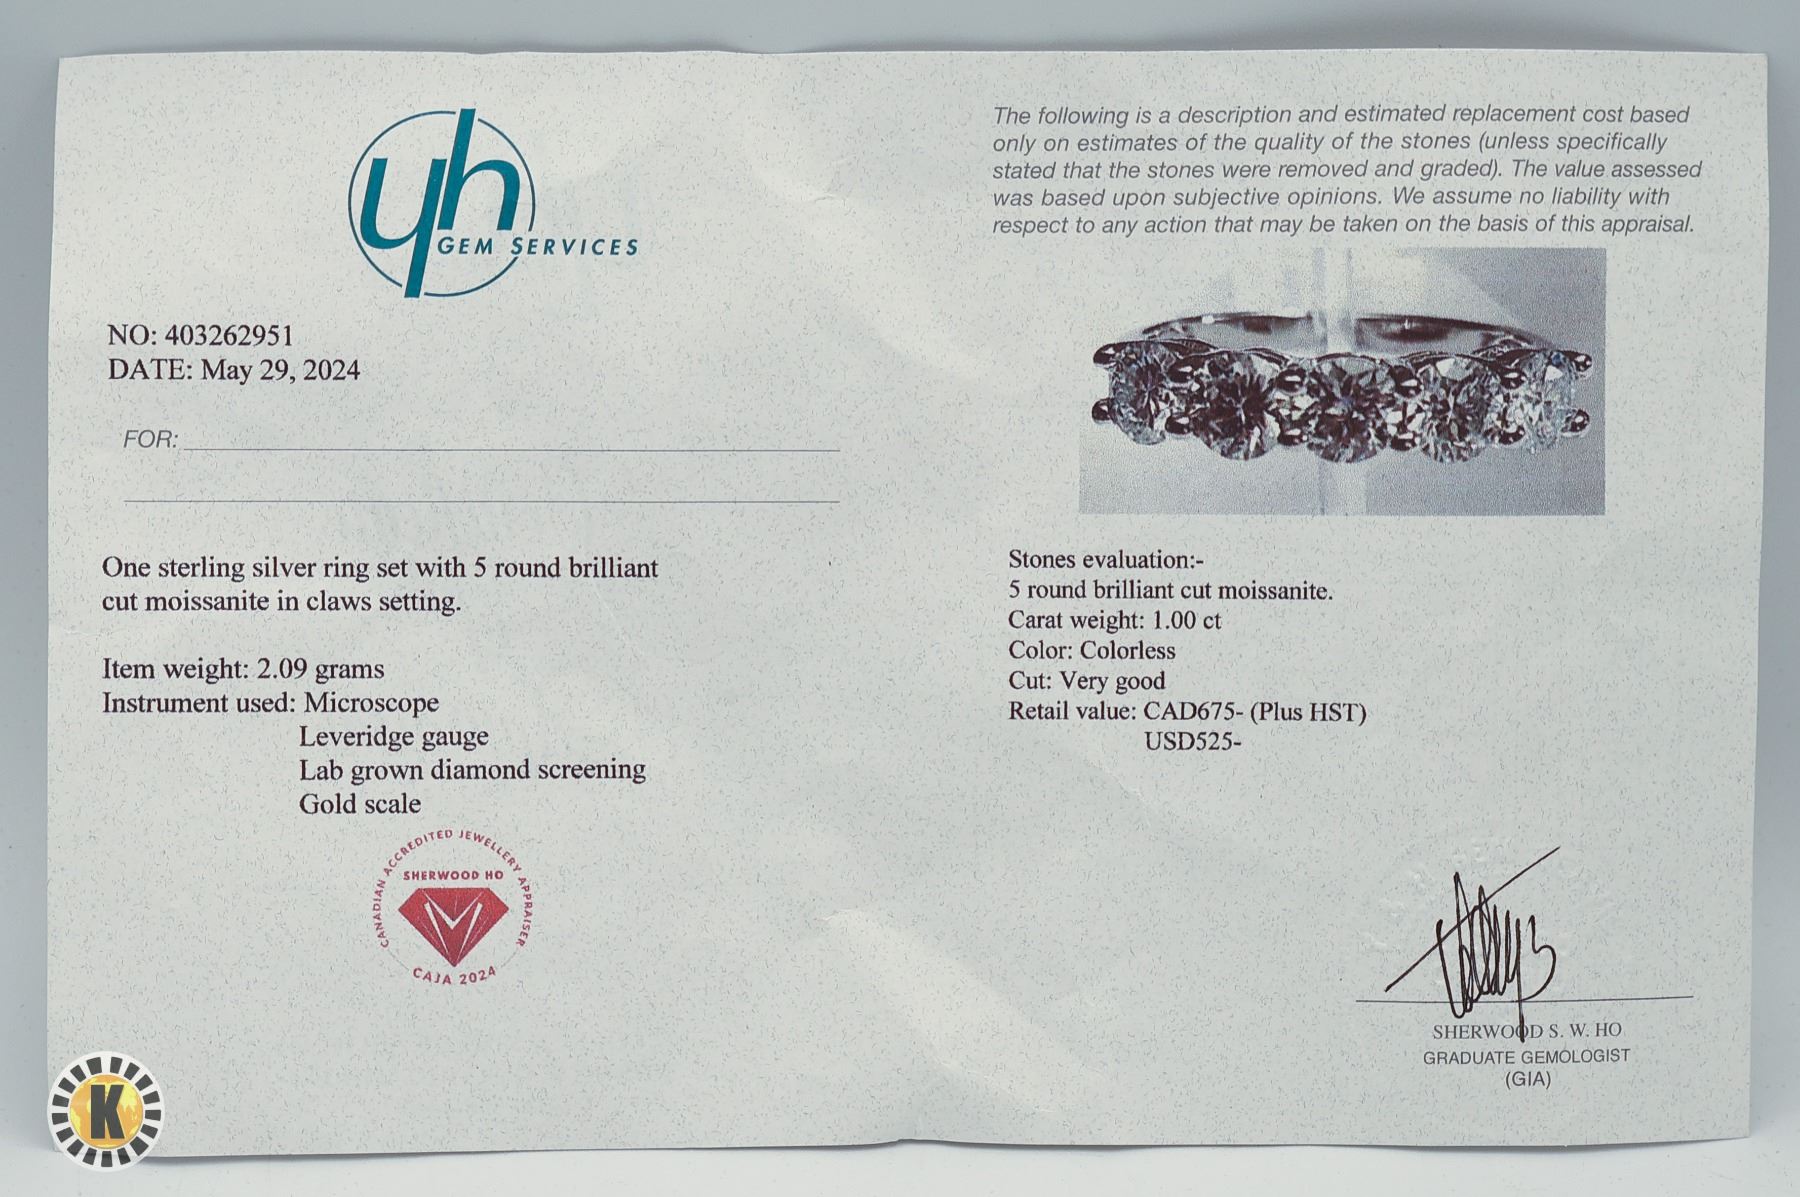 yh
GEM SERVICES
NO: 403262951
DATE: May 29, 2024
FOR:
One sterling silver ring set with 5 round brilliant
cut moissanite in claws setting.
Item weight: 2.09 grams
Instrument used: Microscope
Leveridge gauge
Lab grown diamond screening
Gold scale
CANADIAN ACCREDITED JEWELLERY APPRAISER
SHERWOOD HO
CAJA 2024
K
The following is a description and estimated replacement cost based
only on estimates of the quality of the stones (unless specifically
stated that the stones were removed and graded). The value assessed
was based upon subjective opinions. We assume no liability with
respect to any action that may be taken on the basis of this appraisal.
Stones evaluation:-
5 round brilliant cut moissanite.
Carat weight: 1.00 ct
Color: Colorless
Cut: Very good
Retail value: CAD675- (Plus HST)
USD525-
SHERWOOD S. W. HO
GRADUATE GEMOLOGIST
(GIA)